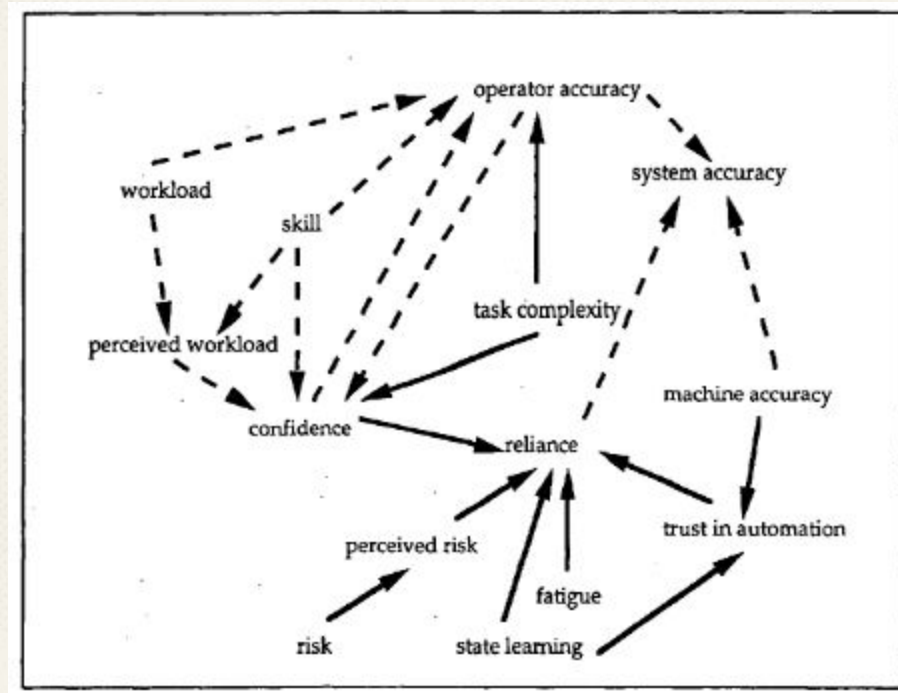 operator accuracy
system accuracy
workload
skill
task complexity
perceived workload
machine accuracy
confidence
reliance
trust in automation
perceived risk
fatigue
risk
state learning